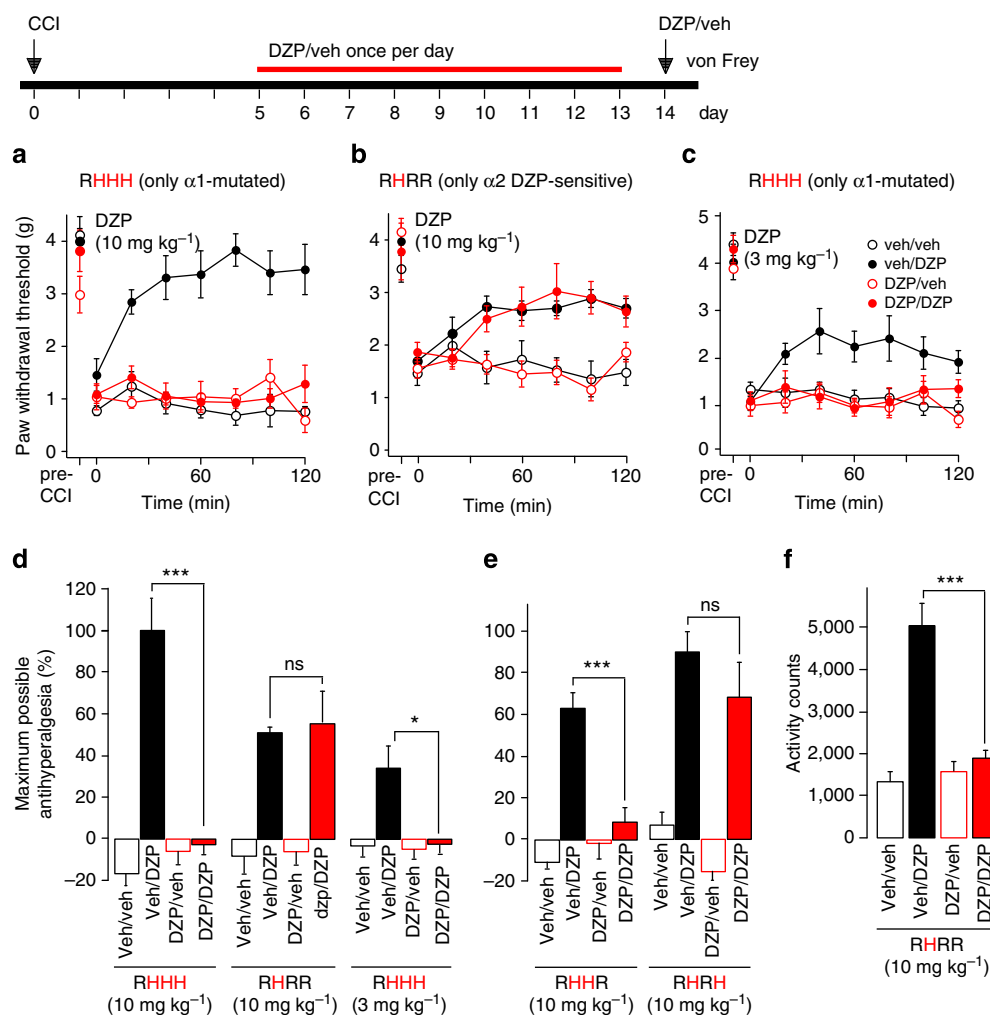 CCI
DZP/veh
DZP/veh once per day
von Frey
0 5 6 7 8 9 10 11 12 13 14 day
a
RHHH (only α1-mutated)
Paw withdrawal threshold (g)
4
3
2
1
0
DZP
(10 mg kg⁻¹)
pre-
CCI
0 60 120
Time (min)
b
RHRR (only α2 DZP-sensitive)
4
3
2
1
0
DZP
(10 mg kg⁻¹)
pre-
CCI
0 60 120
Time (min)
c
RHHH (only α1-mutated)
5
4
3
2
1
0
DZP
(3 mg kg⁻¹)
veh/veh
veh/DZP
DZP/veh
DZP/DZP
pre-
CCI
0 60 120
Time (min)
d
Maximum possible
antihyperalgesia (%)
120
100
80
60
40
20
0
−20
***
ns
*
Veh/veh
Veh/DZP
DZP/veh
DZP/DZP
Veh/veh
Veh/DZP
DZP/veh
dzp/DZP
Veh/veh
Veh/DZP
DZP/veh
DZP/DZP
RHHH RHRR RHHH
(10 mg kg⁻¹) (10 mg kg⁻¹) (3 mg kg⁻¹)
e
100
80
60
40
20
0
−20
***
ns
Veh/veh
Veh/DZP
DZP/veh
DZP/DZP
Veh/veh
Veh/DZP
DZP/veh
DZP/DZP
RHHR RHRH
(10 mg kg⁻¹) (10 mg kg⁻¹)
f
Activity counts
5,000
4,000
3,000
2,000
1,000
0
***
Veh/veh
Veh/DZP
DZP/veh
DZP/DZP
RHRR
(10 mg kg⁻¹)